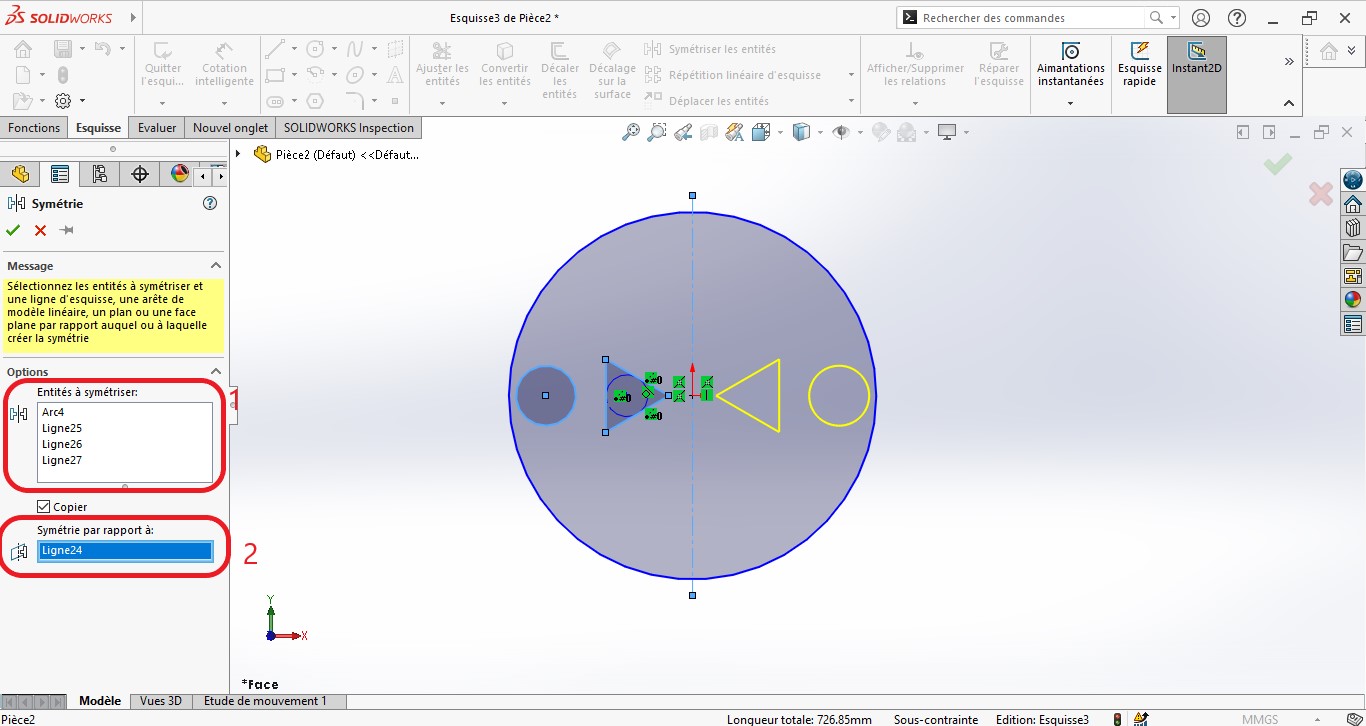 SOLIDWORKS
Esquisse3 de Pièce2 *
Rechercher des commandes
Quitter l'esqui...
Cotation intelligente
Ajuster les entités
Convertir les entités
Décaler les entités
Décalage sur la surface
Symétriser les entités
Répétition linéaire d'esquisse
Déplacer les entités
Afficher/Supprimer les relations
Réparer l'esquisse
Aimantations instantanées
Esquisse rapide
Instant2D
Fonctions
Esquisse
Evaluer
Nouvel onglet
SOLIDWORKS Inspection
Pièce2 (Défaut) <<Défaut...
Symétrie
Message
Sélectionnez les entités à symétriser et
une ligne d'esquisse, une arête de
modèle linéaire, un plan ou une face
plane par rapport auquel ou à laquelle
créer la symétrie
Options
Entités à symétriser:
1
Arc4
Ligne25
Ligne26
Ligne27
Copier
Symétrie par rapport à:
Ligne24
2
Y
X
*Face
Modèle
Vues 3D
Etude de mouvement 1
Pièce2
Longueur totale: 726.85mm
Sous-contrainte
Edition: Esquisse3
MMGS